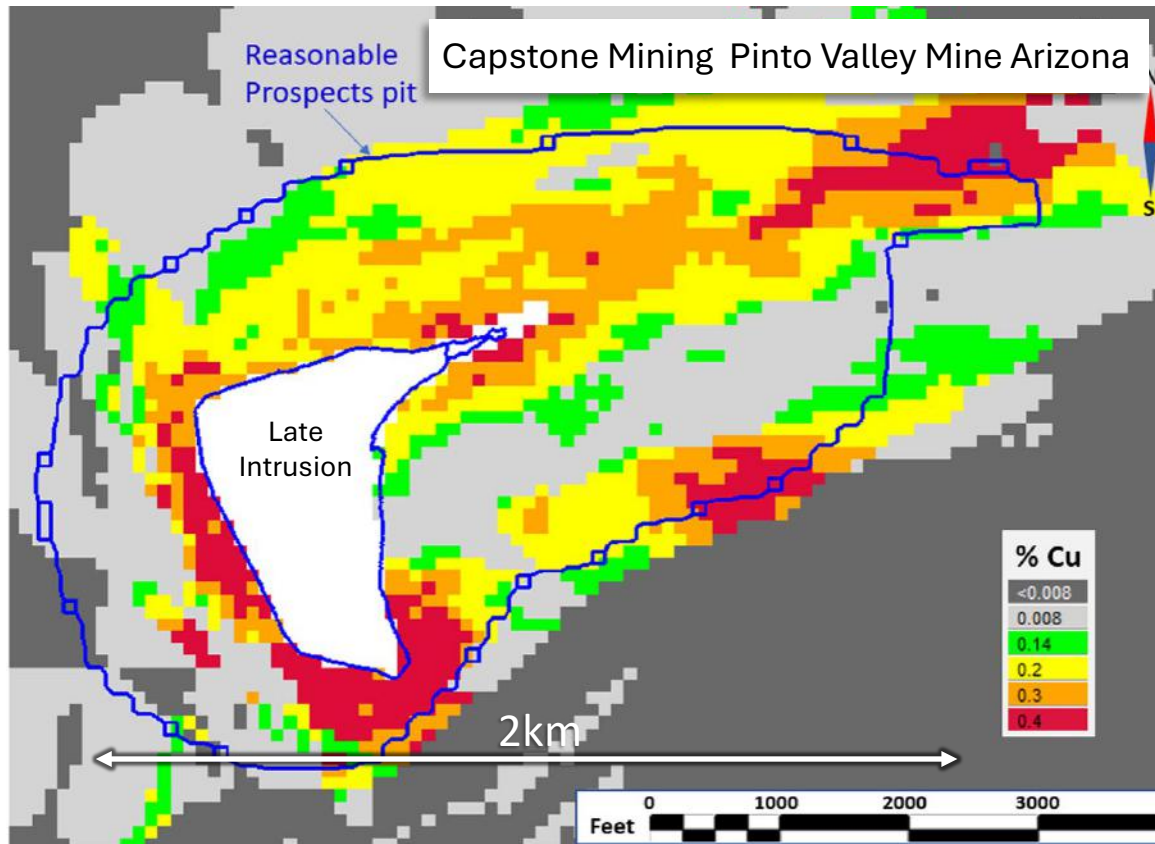 Capstone Mining  Pinto Valley Mine Arizona
Reasonable
Prospects pit
S
Late
Intrusion
% Cu
<0.008
0.008
0.14
0.2
0.3
0.4
2km
0 1000 2000 3000
Feet